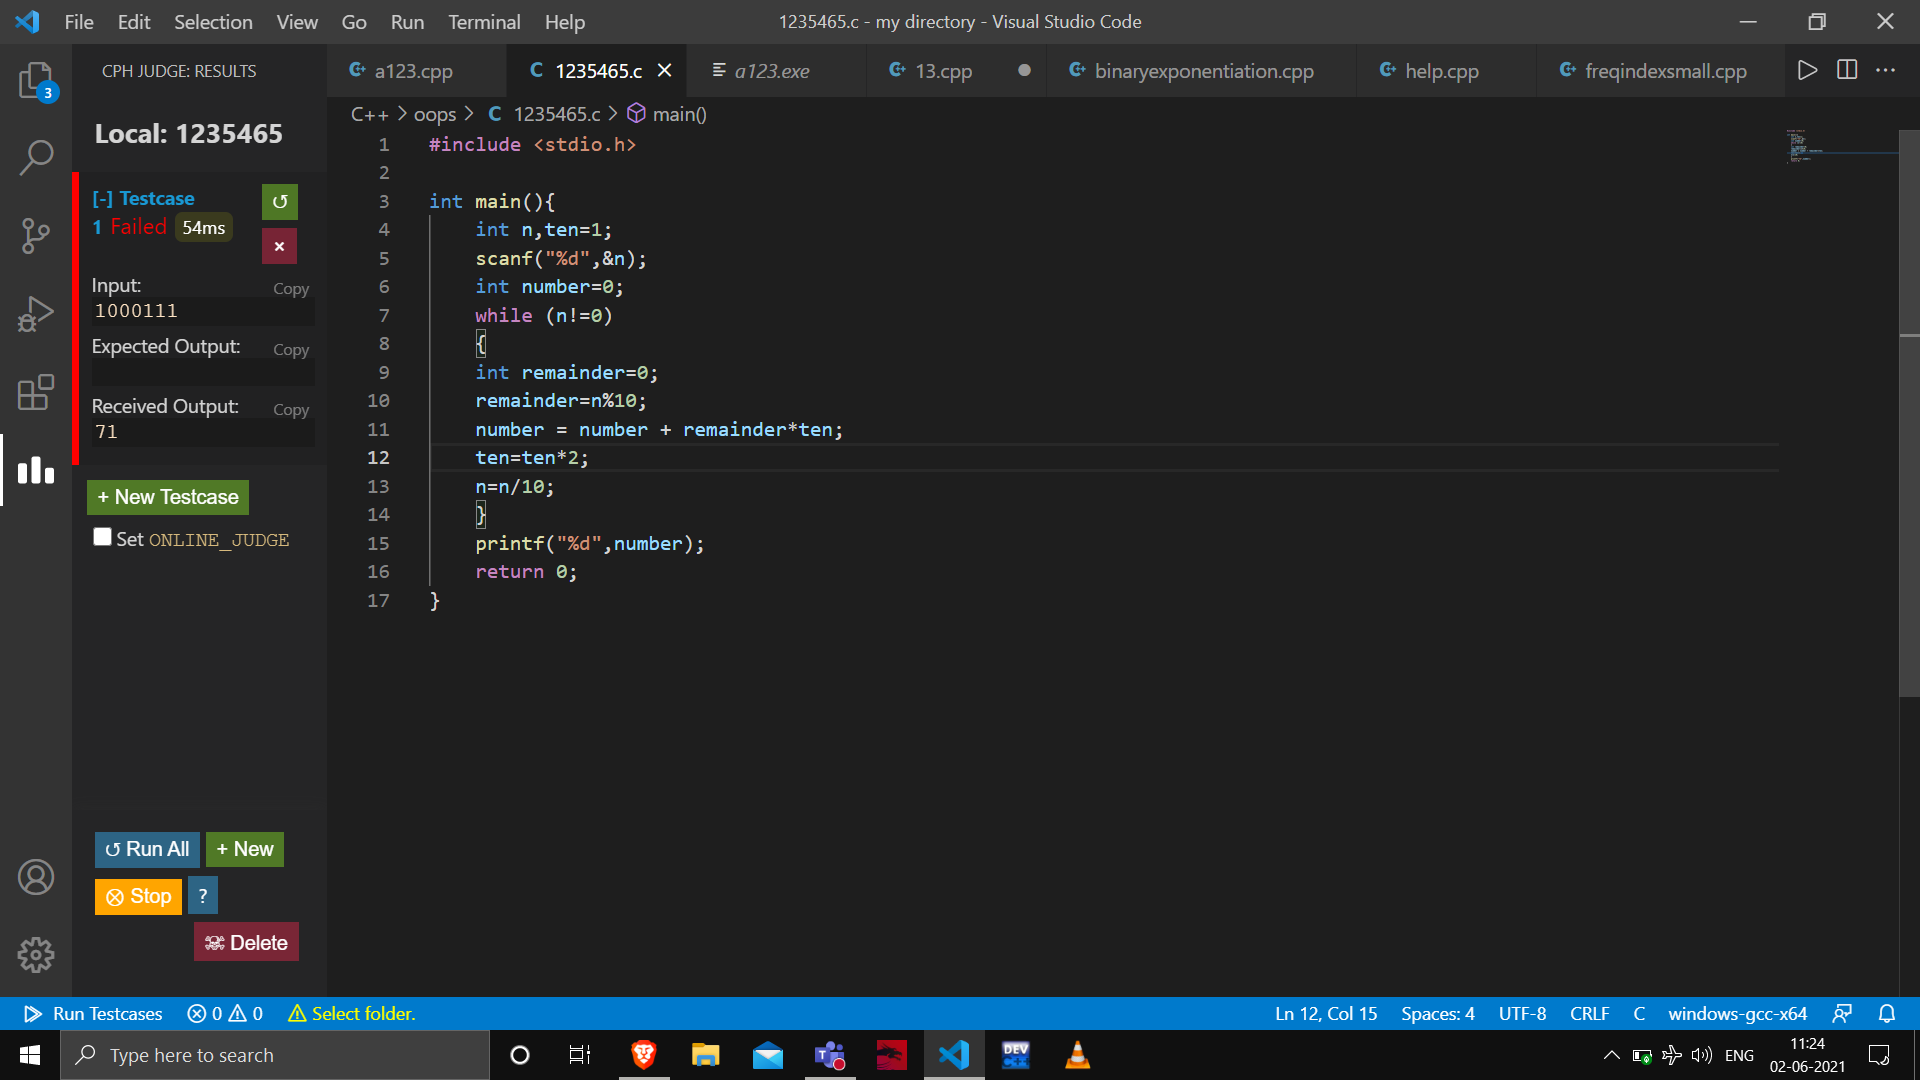 File Edit Selection View Go Run Terminal Help
1235465.c - my directory - Visual Studio Code
3
CPH JUDGE: RESULTS
a123.cpp
1235465.c
a123.exe
13.cpp
binaryexponentiation.cpp
help.cpp
freqindexsmall.cpp
C++ > oops > C 1235465.c > main()
Local: 1235465
[-] Testcase
1 Failed 54ms
Input:
Copy
1000111
Expected Output:
Copy
Received Output:
Copy
71
+ New Testcase
Set ONLINE_JUDGE
Run All
+ New
Stop
?
Delete
1 #include <stdio.h>
2
3 int main(){
4 int n,ten=1;
5 scanf("%d",&n);
6 int number=0;
7 while (n!=0)
8 {
9 int remainder=0;
10 remainder=n%10;
11 number = number + remainder*ten;
12 ten=ten*2;
13 n=n/10;
14 }
15 printf("%d",number);
16 return 0;
17 }
Run Testcases 0 0 Select folder.
Ln 12, Col 15 Spaces: 4 UTF-8 CRLF C windows-gcc-x64
Type here to search
DEV C++
ENG
11:24
02-06-2021